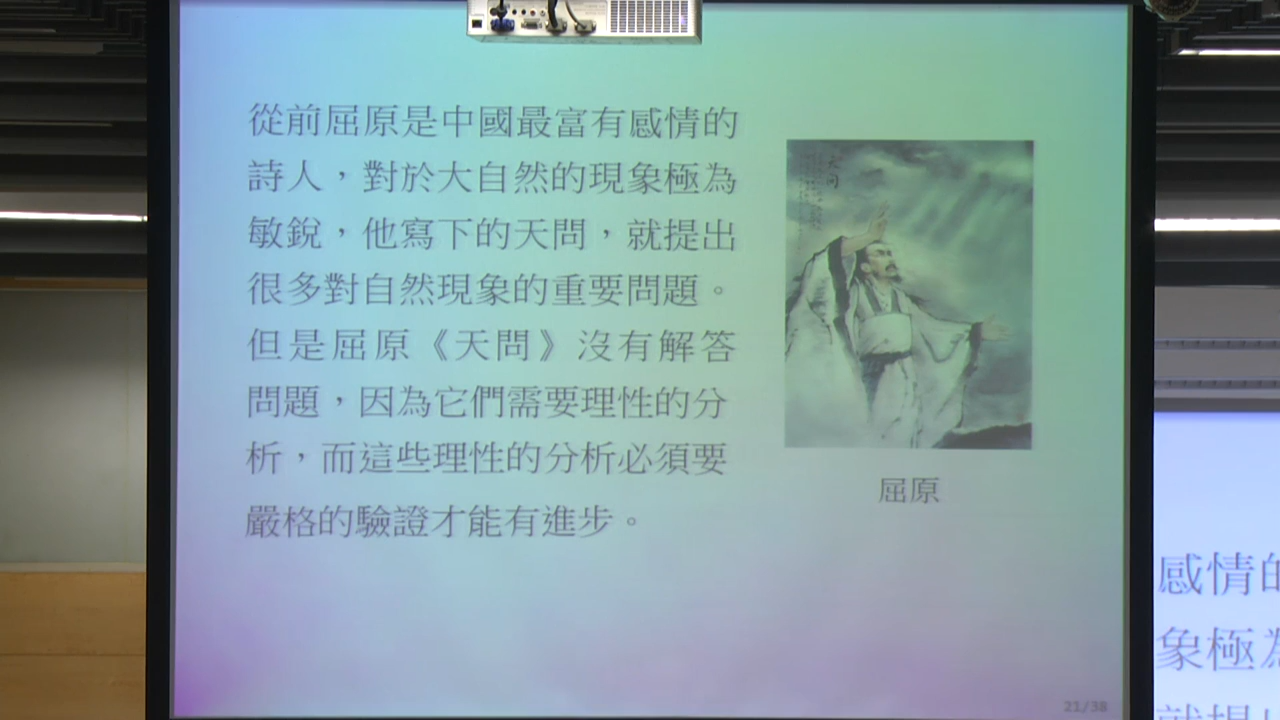 從前屈原是中國最富有感情的
詩人，對於大自然的現象極為
敏銳，他寫下的天問，就提出
很多對自然現象的重要問題。
但是屈原《天問》沒有解答
問題，因為它們需要理性的分
析，而這些理性的分析必須要
嚴格的驗證才能有進步。
天問
屈原
21/38
感情的
象極為
就提出